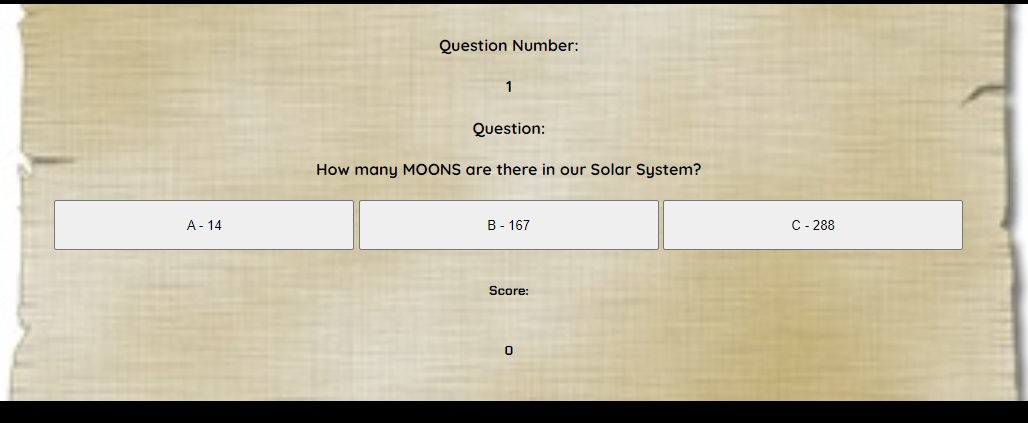 Question Number:
1
Question:
How many MOONS are there in our Solar System?
A - 14
B - 167
C - 288
Score:
0